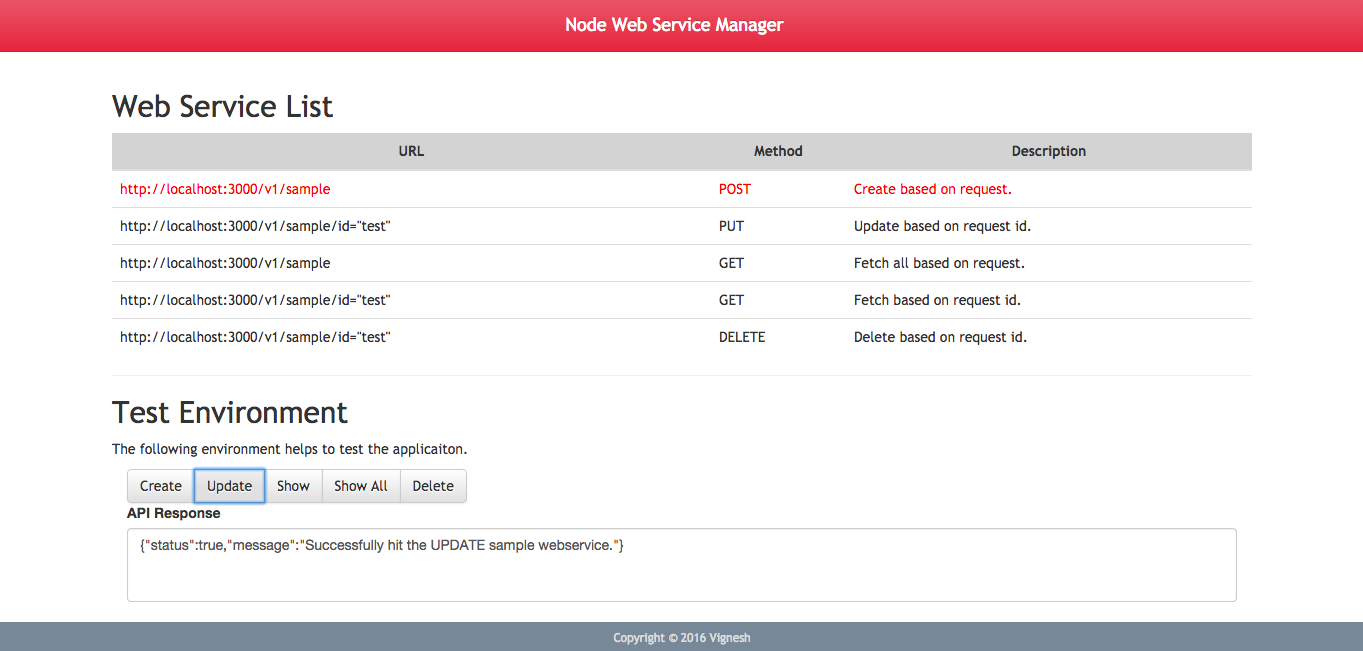 Node Web Service Manager
Web Service List
URL Method Description
http://localhost:3000/v1/sample POST Create based on request.
http://localhost:3000/v1/sample/id="test" PUT Update based on request id.
http://localhost:3000/v1/sample GET Fetch all based on request.
http://localhost:3000/v1/sample/id="test" GET Fetch based on request id.
http://localhost:3000/v1/sample/id="test" DELETE Delete based on request id.
Test Environment
The following environment helps to test the applicaiton.
Create Update Show Show All Delete
API Response
{"status":true,"message":"Successfully hit the UPDATE sample webservice."}
Copyright © 2016 Vignesh